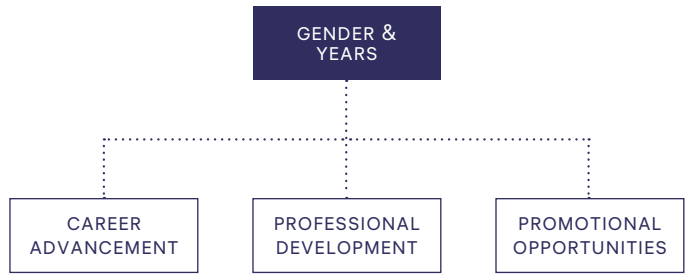 GENDER &
YEARS
CAREER
ADVANCEMENT
PROFESSIONAL
DEVELOPMENT
PROMOTIONAL
OPPORTUNITIES